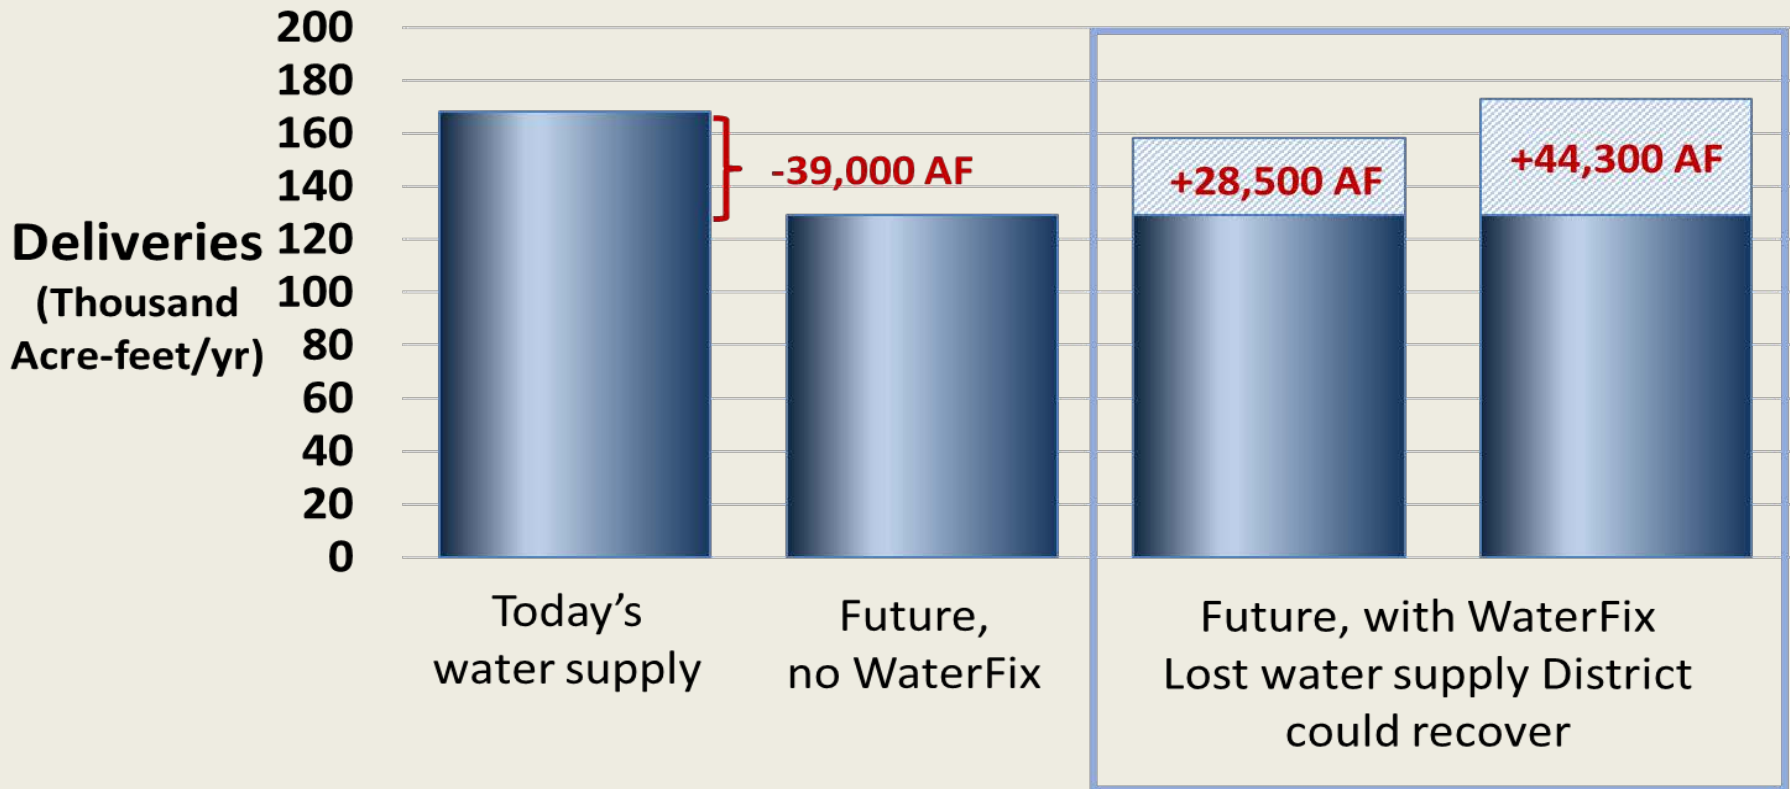 200
180
160
140
120
100
80
60
40
20
0
Deliveries
(Thousand
Acre-feet/yr)
-39,000 AF
+28,500 AF
+44,300 AF
Today’s
water supply
Future,
no WaterFix
Future, with WaterFix
Lost water supply District
could recover